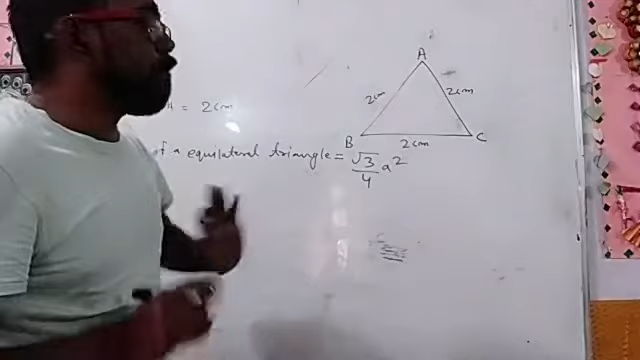 A
2cm
2cm
B
2cm
C
= 2cm
of a equilateral triangle = √3/4 a²